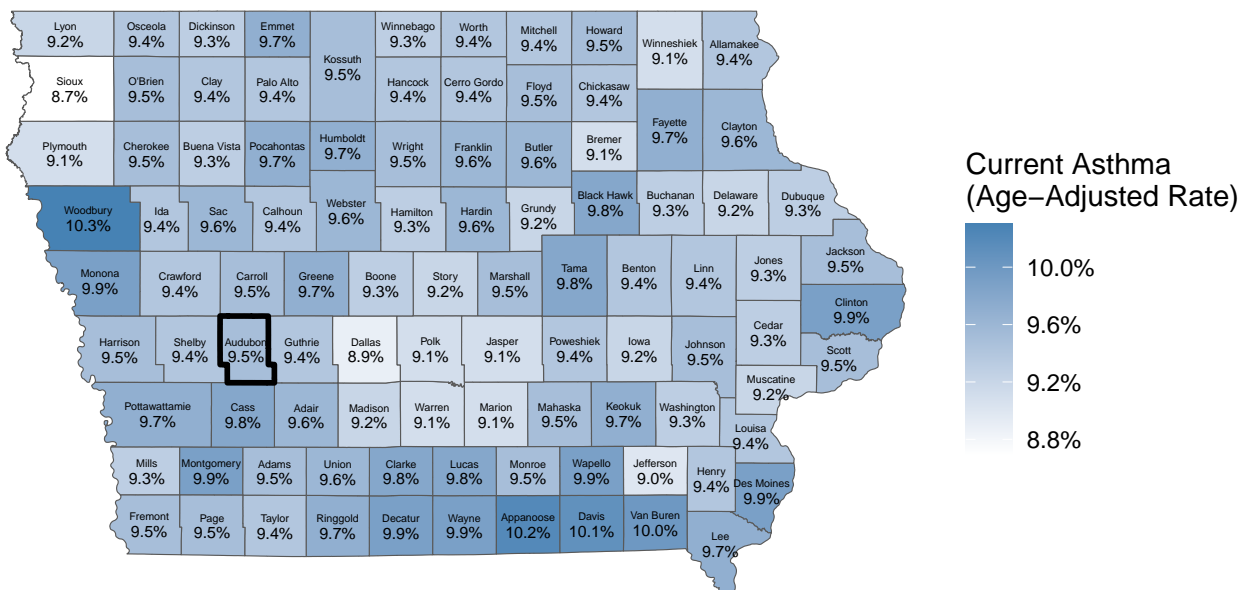 Lyon
9.2%
Osceola
9.4%
Dickinson
9.3%
Emmet
9.7%
Kossuth
9.5%
Winnebago
9.3%
Worth
9.4%
Mitchell
9.4%
Howard
9.5%
Winneshiek
9.1%
Allamakee
9.4%
Sioux
8.7%
O'Brien
9.5%
Clay
9.4%
Palo Alto
9.4%
Hancock
9.4%
Cerro Gordo
9.4%
Floyd
9.5%
Chickasaw
9.4%
Fayette
9.7%
Clayton
9.6%
Plymouth
9.1%
Cherokee
9.5%
Buena Vista
9.3%
Pocahontas
9.7%
Humboldt
9.7%
Wright
9.5%
Franklin
9.6%
Butler
9.6%
Bremer
9.1%
Woodbury
10.3%
Ida
9.4%
Sac
9.6%
Calhoun
9.4%
Webster
9.6%
Hamilton
9.3%
Hardin
9.6%
Grundy
9.2%
Black Hawk
9.8%
Buchanan
9.3%
Delaware
9.2%
Dubuque
9.3%
Monona
9.9%
Crawford
9.4%
Carroll
9.5%
Greene
9.7%
Boone
9.3%
Story
9.2%
Marshall
9.5%
Tama
9.8%
Benton
9.4%
Linn
9.4%
Jones
9.3%
Jackson
9.5%
Clinton
9.9%
Harrison
9.5%
Shelby
9.4%
Audubon
9.5%
Guthrie
9.4%
Dallas
8.9%
Polk
9.1%
Jasper
9.1%
Poweshiek
9.4%
Iowa
9.2%
Johnson
9.5%
Cedar
9.3%
Scott
9.5%
Muscatine
9.2%
Pottawattamie
9.7%
Cass
9.8%
Adair
9.6%
Madison
9.2%
Warren
9.1%
Marion
9.1%
Mahaska
9.5%
Keokuk
9.7%
Washington
9.3%
Louisa
9.4%
Mills
9.3%
Montgomery
9.9%
Adams
9.5%
Union
9.6%
Clarke
9.8%
Lucas
9.8%
Monroe
9.5%
Wapello
9.9%
Jefferson
9.0%
Henry
9.4%
Des Moines
9.9%
Fremont
9.5%
Page
9.5%
Taylor
9.4%
Ringgold
9.7%
Decatur
9.9%
Wayne
9.9%
Appanoose
10.2%
Davis
10.1%
Van Buren
10.0%
Lee
9.7%
Current Asthma
(Age−Adjusted Rate)
10.0%
9.6%
9.2%
8.8%